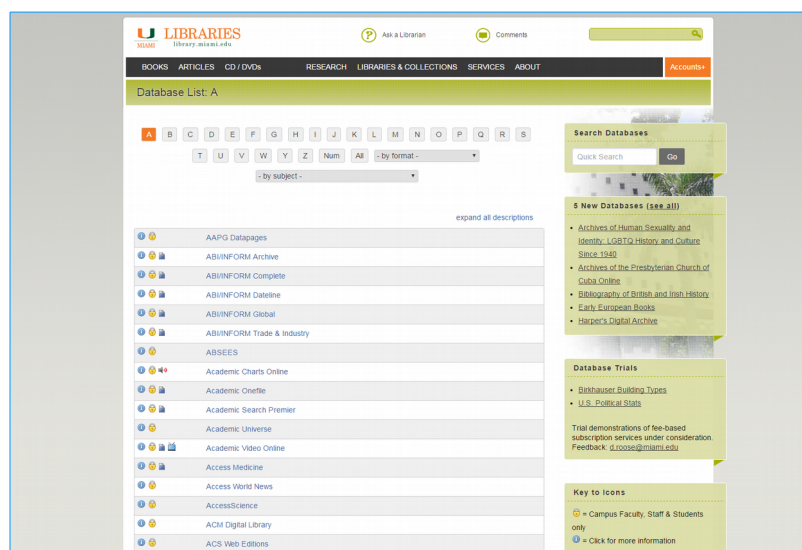 U LIBRARIES
MIAMI library.miami.edu
Ask a Librarian
Comments
BOOKS ARTICLES CD / DVDs RESEARCH LIBRARIES & COLLECTIONS SERVICES ABOUT Accounts+
Database List: A
A B C D E F G H I J K L M N O P Q R S
T U V W Y Z Num All - by format -
- by subject -
expand all descriptions
AAPG Datapages
ABI/INFORM Archive
ABI/INFORM Complete
ABI/INFORM Dateline
ABI/INFORM Global
ABI/INFORM Trade & Industry
ABSEES
Academic Charts Online
Academic Onefile
Academic Search Premier
Academic Universe
Academic Video Online
Access Medicine
Access World News
AccessScience
ACM Digital Library
ACS Web Editions
Search Databases
Quick Search Go
5 New Databases (see all)
Archives of Human Sexuality and
Identity: LGBTQ History and Culture
Since 1940
Archives of the Presbyterian Church of
Cuba Online
Bibliography of British and Irish History
Early European Books
Harper's Digital Archive
Database Trials
Birkhauser Building Types
U.S. Political Stats
Trial demonstrations of fee-based
subscription services under consideration.
Feedback: d.roose@miami.edu
Key to Icons
= Campus Faculty, Staff & Students
only
= Click for more information